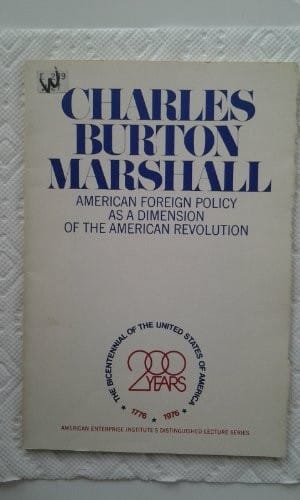 CHARLES
BURTON
MARSHALL
AMERICAN FOREIGN POLICY
AS A DIMENSION
OF THE AMERICAN REVOLUTION
THE BICENTENNIAL OF THE UNITED STATES OF AMERICA
200
YEARS
★ 1776 ★ 1976 ★
AMERICAN ENTERPRISE INSTITUTE'S DISTINGUISHED LECTURE SERIES